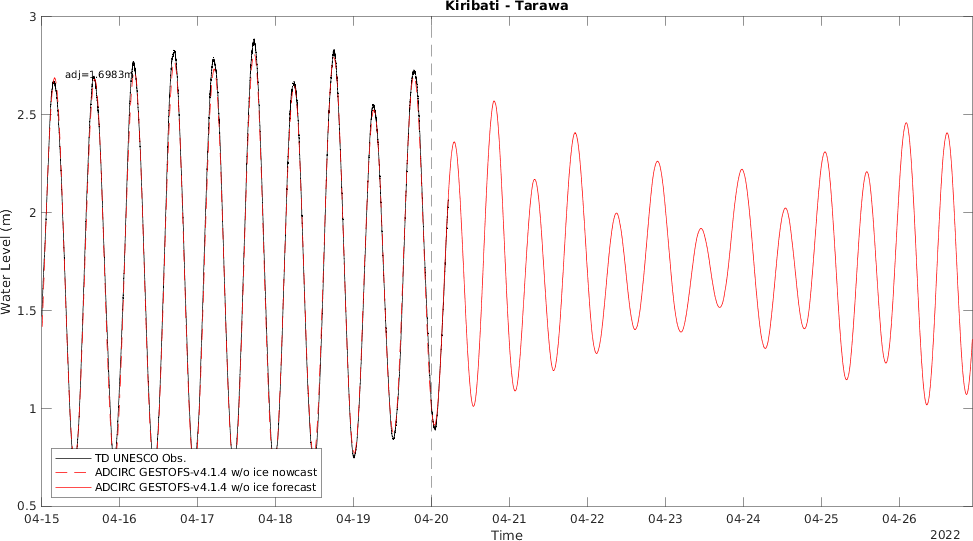 Kiribati - Tarawa
3
adj=1.6983m
2.5
2
Water Level (m)
1.5
1
TD UNESCO Obs.
ADCIRC GESTOFS-v4.1.4 w/o ice nowcast
ADCIRC GESTOFS-v4.1.4 w/o ice forecast
0.5
04-15 04-16 04-17 04-18 04-19 04-20 04-21 04-22 04-23 04-24 04-25 04-26
Time
2022